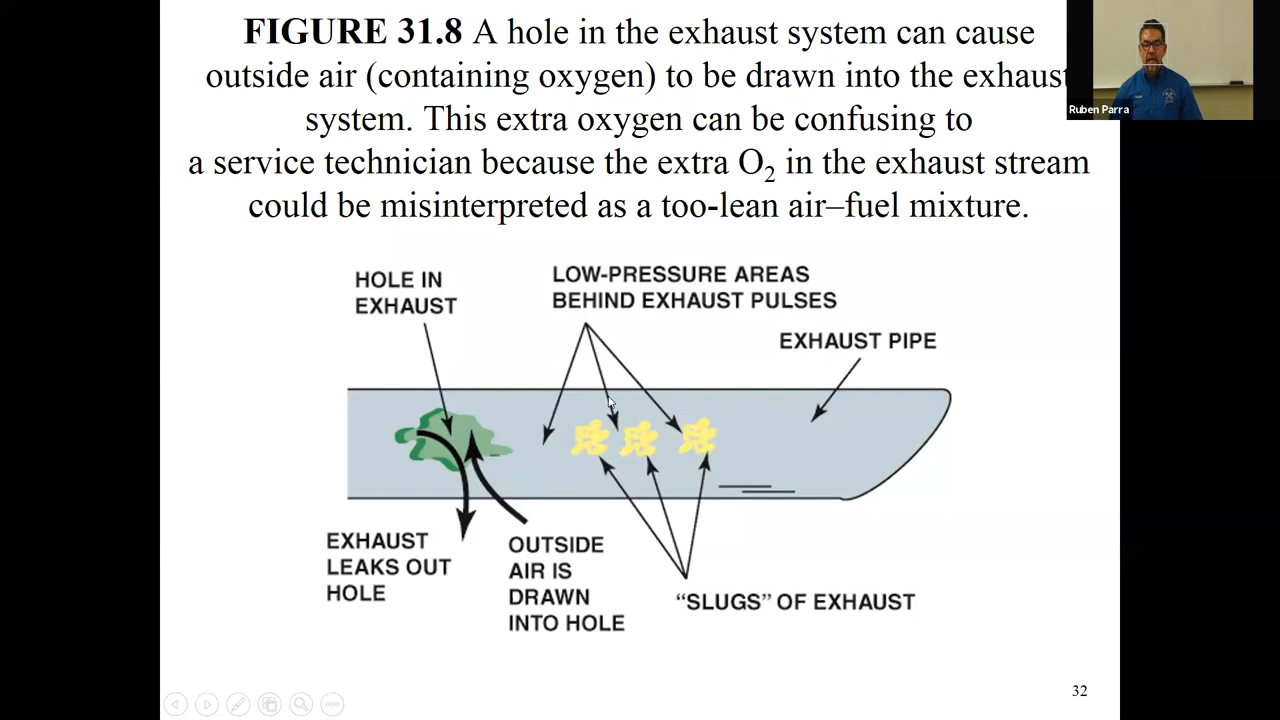 FIGURE 31.8 A hole in the exhaust system can cause
outside air (containing oxygen) to be drawn into the exhaust
system. This extra oxygen can be confusing to
a service technician because the extra O₂ in the exhaust stream
could be misinterpreted as a too-lean air–fuel mixture.
Ruben Parra
HOLE IN
EXHAUST
LOW-PRESSURE AREAS
BEHIND EXHAUST PULSES
EXHAUST PIPE
EXHAUST
LEAKS OUT
HOLE
OUTSIDE
AIR IS
DRAWN
INTO HOLE
“SLUGS” OF EXHAUST
32